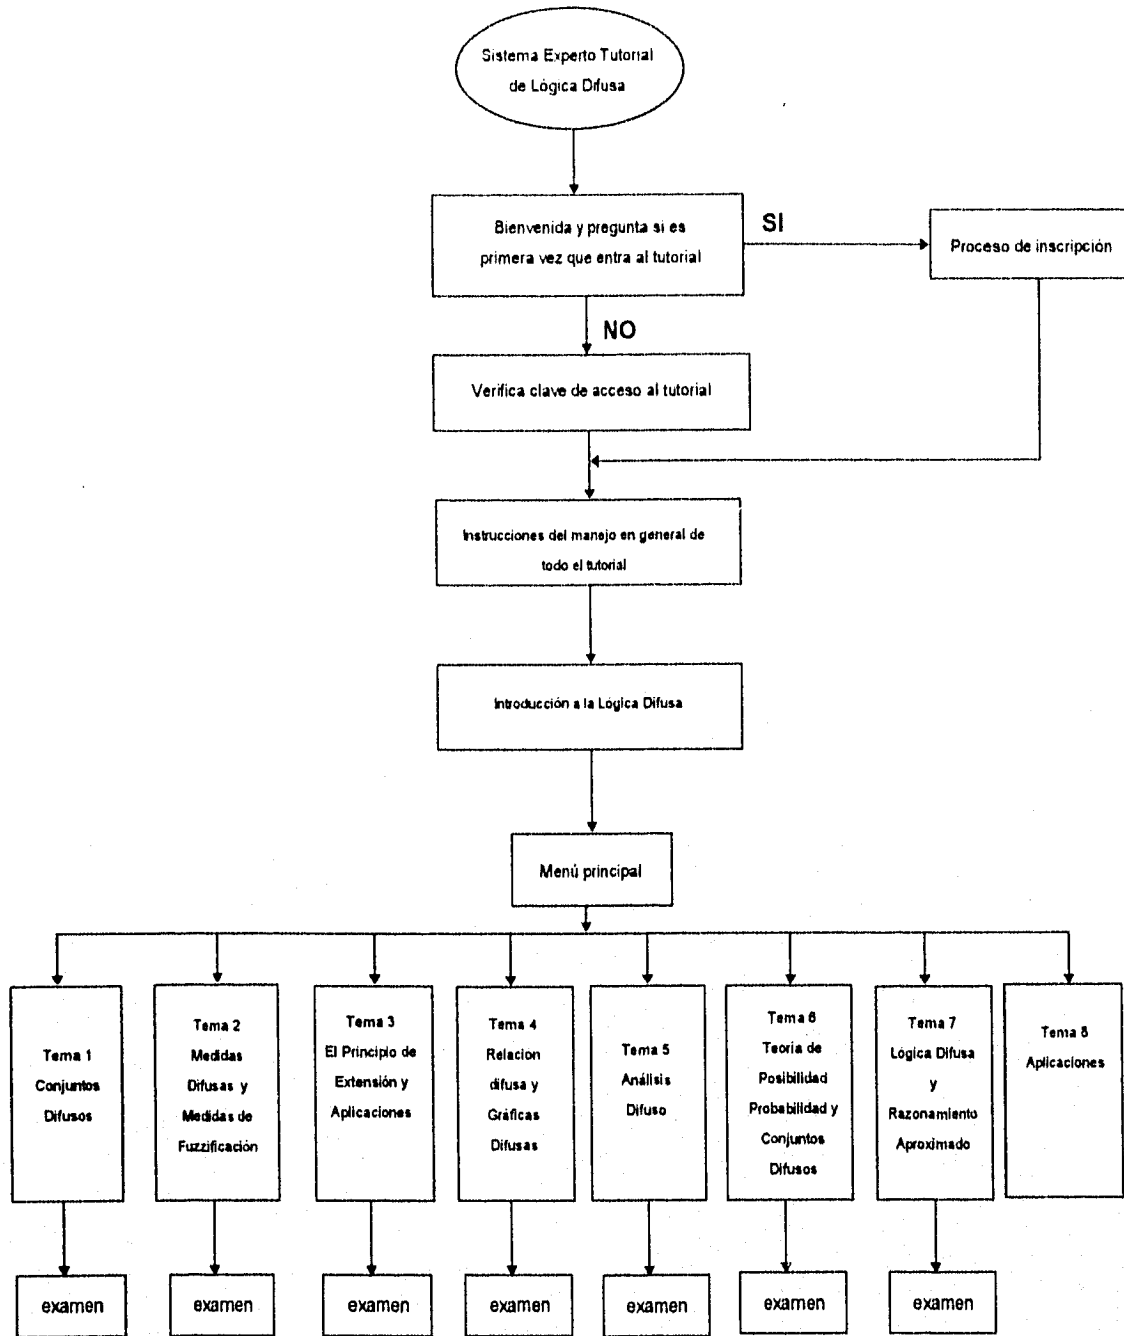 Sistema Experto Tutorial
de Lógica Difusa
Bienvenida y pregunta si es
primera vez que entra al tutorial
SI
Proceso de inscripción
NO
Verifica clave de acceso al tutorial
Instrucciones del manejo en general de
todo el tutorial
Introducción a la Lógica Difusa
Menú principal
Tema 1
Conjuntos
Difusos
Tema 2
Medidas
Difusas y
Medidas de
Fuzzificación
Tema 3
El Principio de
Extensión y
Aplicaciones
Tema 4
Relación
difusa y
Gráficas
Difusas
Tema 5
Análisis
Difuso
Tema 6
Teoría de
Posibilidad
Probabilidad y
Conjuntos
Difusos
Tema 7
Lógica Difusa
y
Razonamiento
Aproximado
Tema 8
Aplicaciones
examen
examen
examen
examen
examen
examen
examen